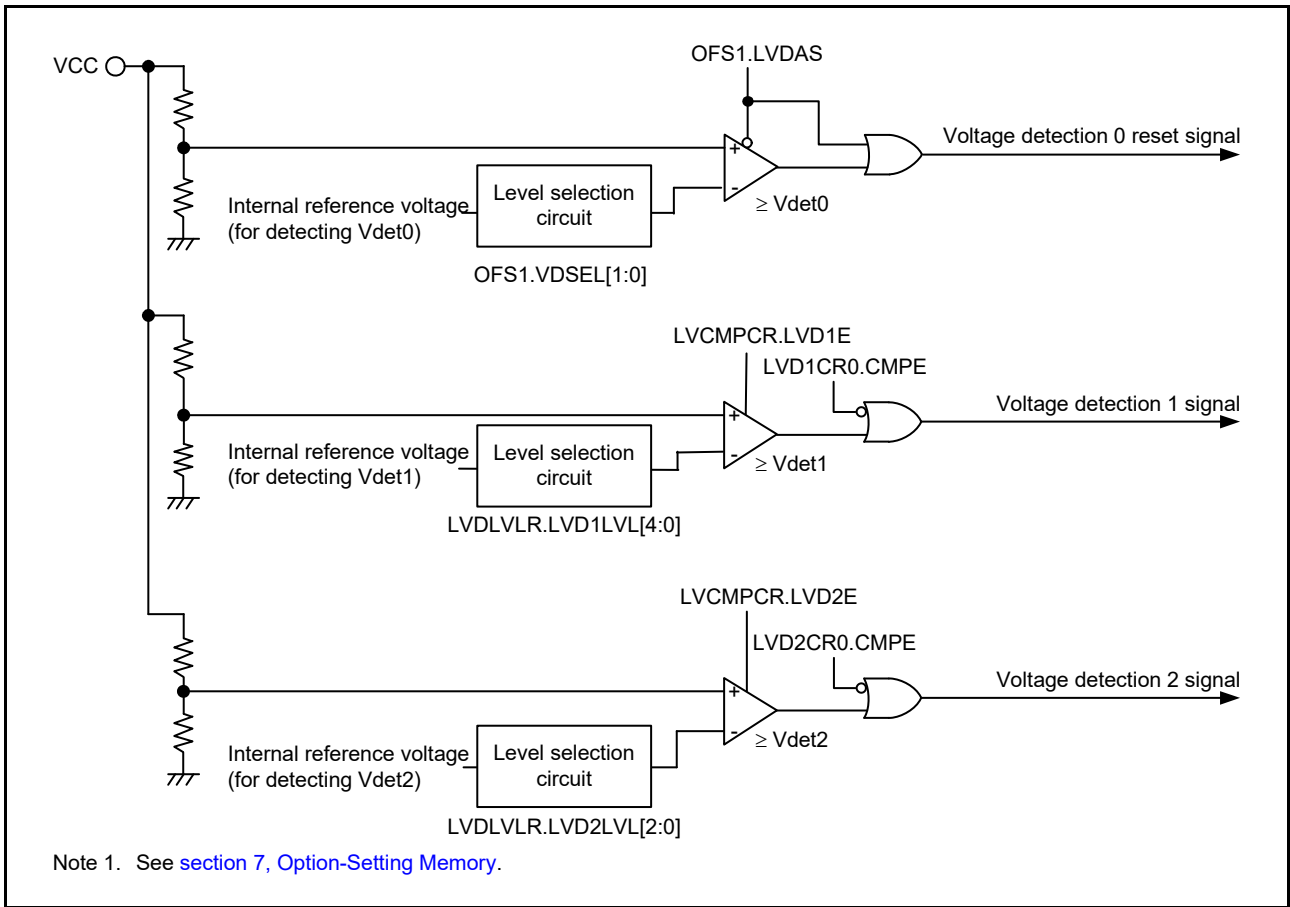 OFS1.LVDAS
VCC
Voltage detection 0 reset signal
+
Level selection
circuit
-
Internal reference voltage
(for detecting Vdet0)
≥ Vdet0
OFS1.VDSEL[1:0]
LVCMPCR.LVD1E
LVD1CR0.CMPE
Voltage detection 1 signal
+
Internal reference voltage
(for detecting Vdet1)
Level selection
circuit
-
≥ Vdet1
LVDLVLR.LVD1LVL[4:0]
LVCMPCR.LVD2E
LVD2CR0.CMPE
Voltage detection 2 signal
+
-
≥ Vdet2
Internal reference voltage
(for detecting Vdet2)
Level selection
circuit
LVDLVLR.LVD2LVL[2:0]
Note 1. See section 7, Option-Setting Memory.